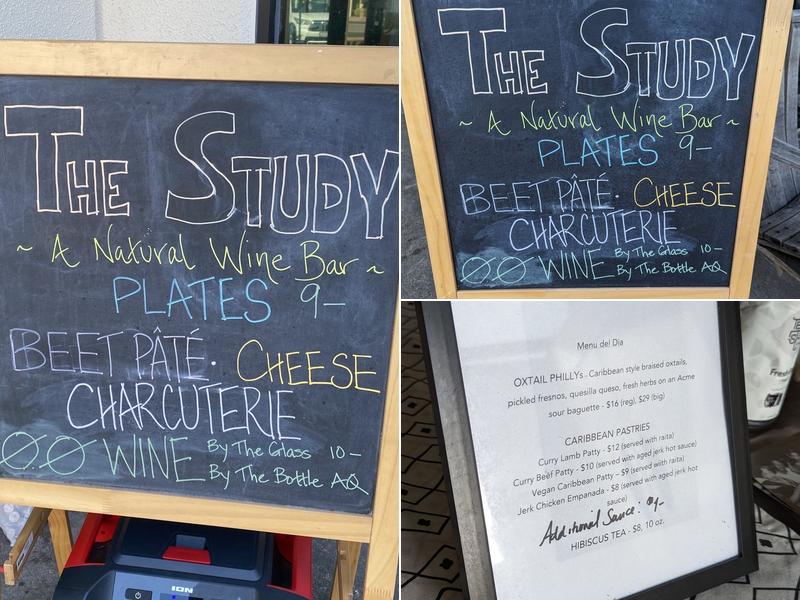 THE STUDY
~ A Natural Wine Bar ~
PLATES 9-
BEET PÂTÉ. CHEESE
CHARCUTERIE
WINE By The Glass 10-
By The Bottle AQ
ION
THE STUDY
~ A Natural Wine Bar ~
PLATES 9-
BEET PÂTÉ. CHEESE
CHARCUTERIE
WINE By The Glass 10-
By The Bottle AQ
Menu del Dia
OXTAIL PHILLYs - Caribbean style braised oxtails,
pickled fresnos, quesilla queso, fresh herbs on an Acme
sour baguette - $16 (reg), $29 (big)
CARIBBEAN PASTRIES
Curry Lamb Patty - $12 (served with raita)
Curry Beef Patty - $10 (served with aged jerk hot sauce)
Vegan Caribbean Patty - $9 (served with raita)
Jerk Chicken Empanada - $8 (served with aged jerk hot
sauce)
Additional Sauce:
HIBISCUS TEA - $8, 10 oz.